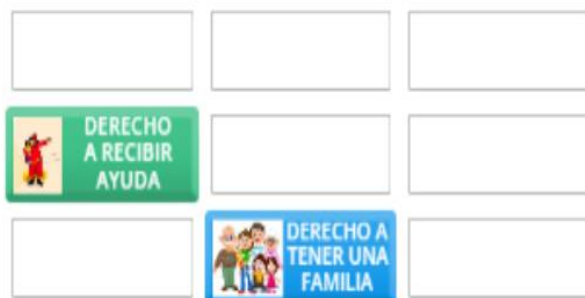 DERECHO
A RECIBIR
AYUDA
DERECHO A
TENER UNA
FAMILIA